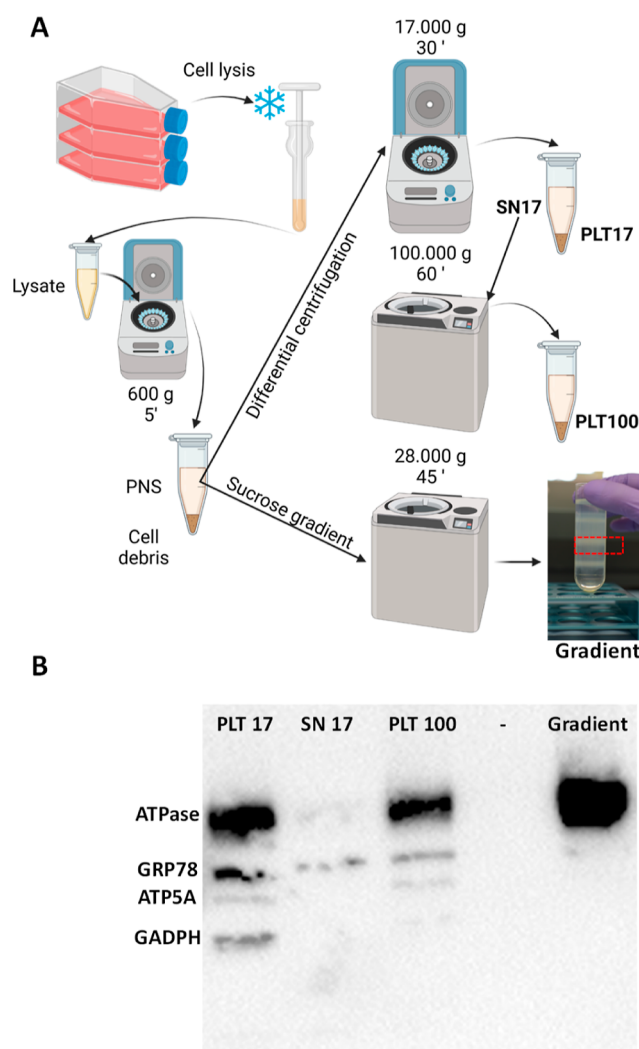 A
17.000 g
30 '
Cell lysis
SN17
PLT17
Lysate
100.000 g
60 '
Differential centrifugation
600 g
5'
PLT100
PNS
Cell
debris
Sucrose gradient
28.000 g
45 '
Gradient
B
PLT 17 SN 17 PLT 100 - Gradient
ATPase
GRP78
ATP5A
GADPH